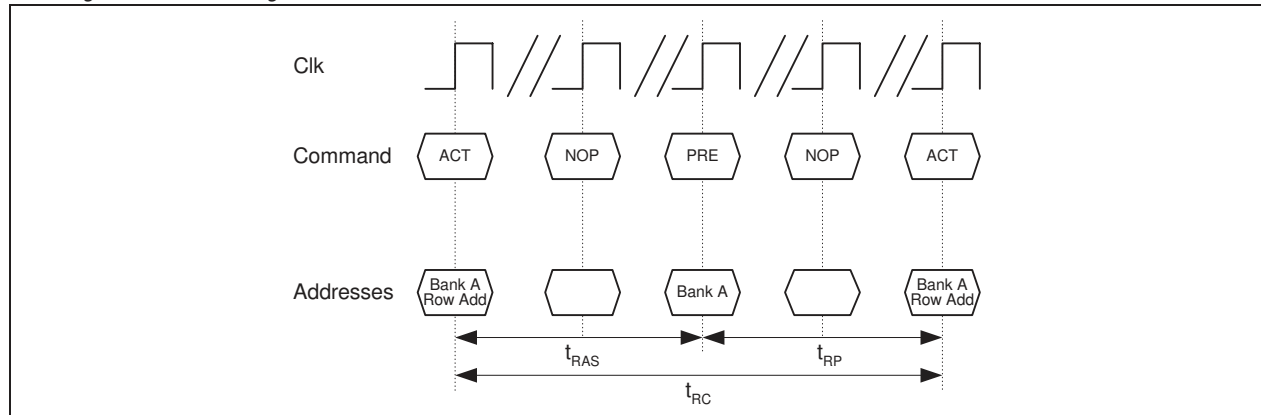 Clk
Command
ACT
NOP
PRE
NOP
ACT
Addresses
Bank A
Row Add
Bank A
Bank A
Row Add
tRAS
tRP
tRC